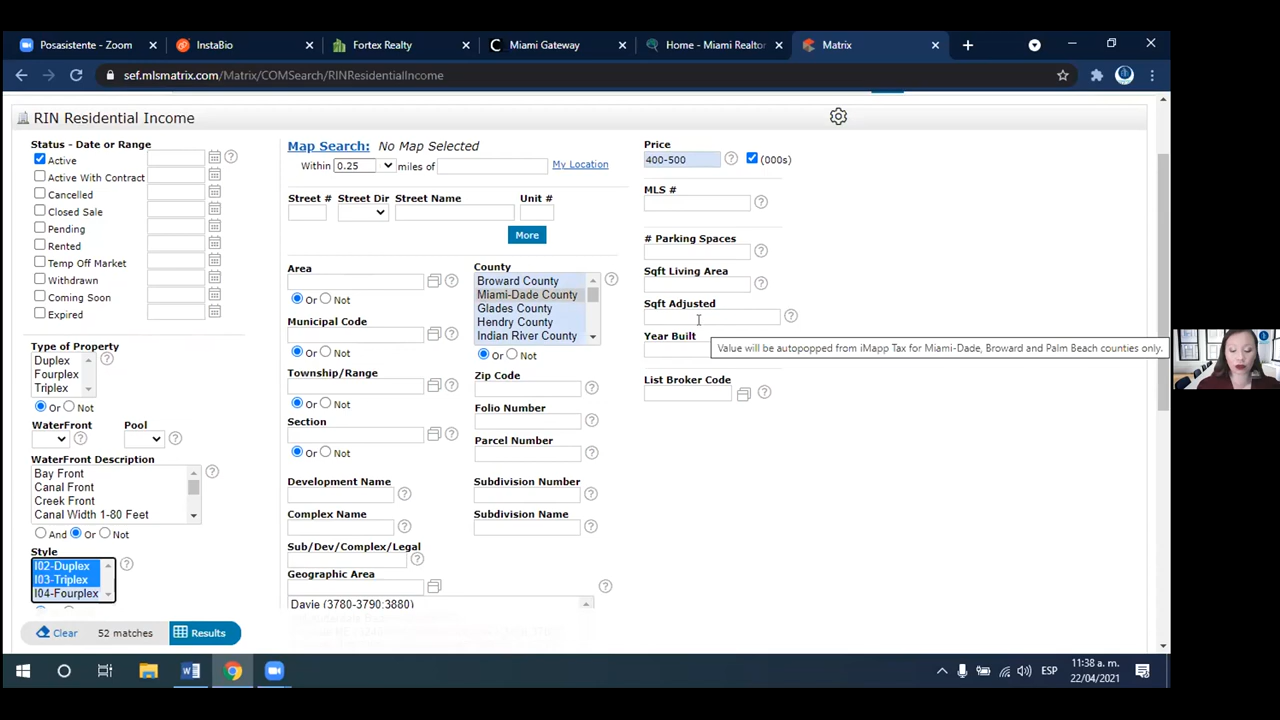 Posasistente - Zoom
InstaBio
Fortex Realty
Miami Gateway
Home - Miami Realtor
Matrix
sef.mlsmatrix.com/Matrix/COMSearch/RINResidentialIncome
RIN Residential Income
Status - Date or Range
Active
Active With Contract
Cancelled
Closed Sale
Pending
Rented
Temp Off Market
Withdrawn
Coming Soon
Expired
Type of Property
Duplex
Fourplex
Triplex
Or Not
WaterFront
Pool
WaterFront Description
Bay Front
Canal Front
Creek Front
Canal Width 1-80 Feet
And Or Not
Style
I02-Duplex
I03-Triplex
I04-Fourplex
Clear
52 matches
Results
Map Search: No Map Selected
Within 0.25 miles of
My Location
Street # Street Dir Street Name Unit #
More
Area
Or Not
Municipal Code
Or Not
Township/Range
Or Not
Section
Or Not
Development Name
Complex Name
Sub/Dev/Complex/Legal
Geographic Area
Davie (3780-3790;3880)
County
Broward County
Miami-Dade County
Glades County
Hendry County
Indian River County
Or Not
Zip Code
Folio Number
Parcel Number
Subdivision Number
Subdivision Name
Price
400-500
(000s)
MLS #
# Parking Spaces
Sqft Living Area
Sqft Adjusted
Year Built
Value will be autopopped from iMapp Tax for Miami-Dade, Broward and Palm Beach counties only.
List Broker Code
ESP
11:38 a. m.
22/04/2021